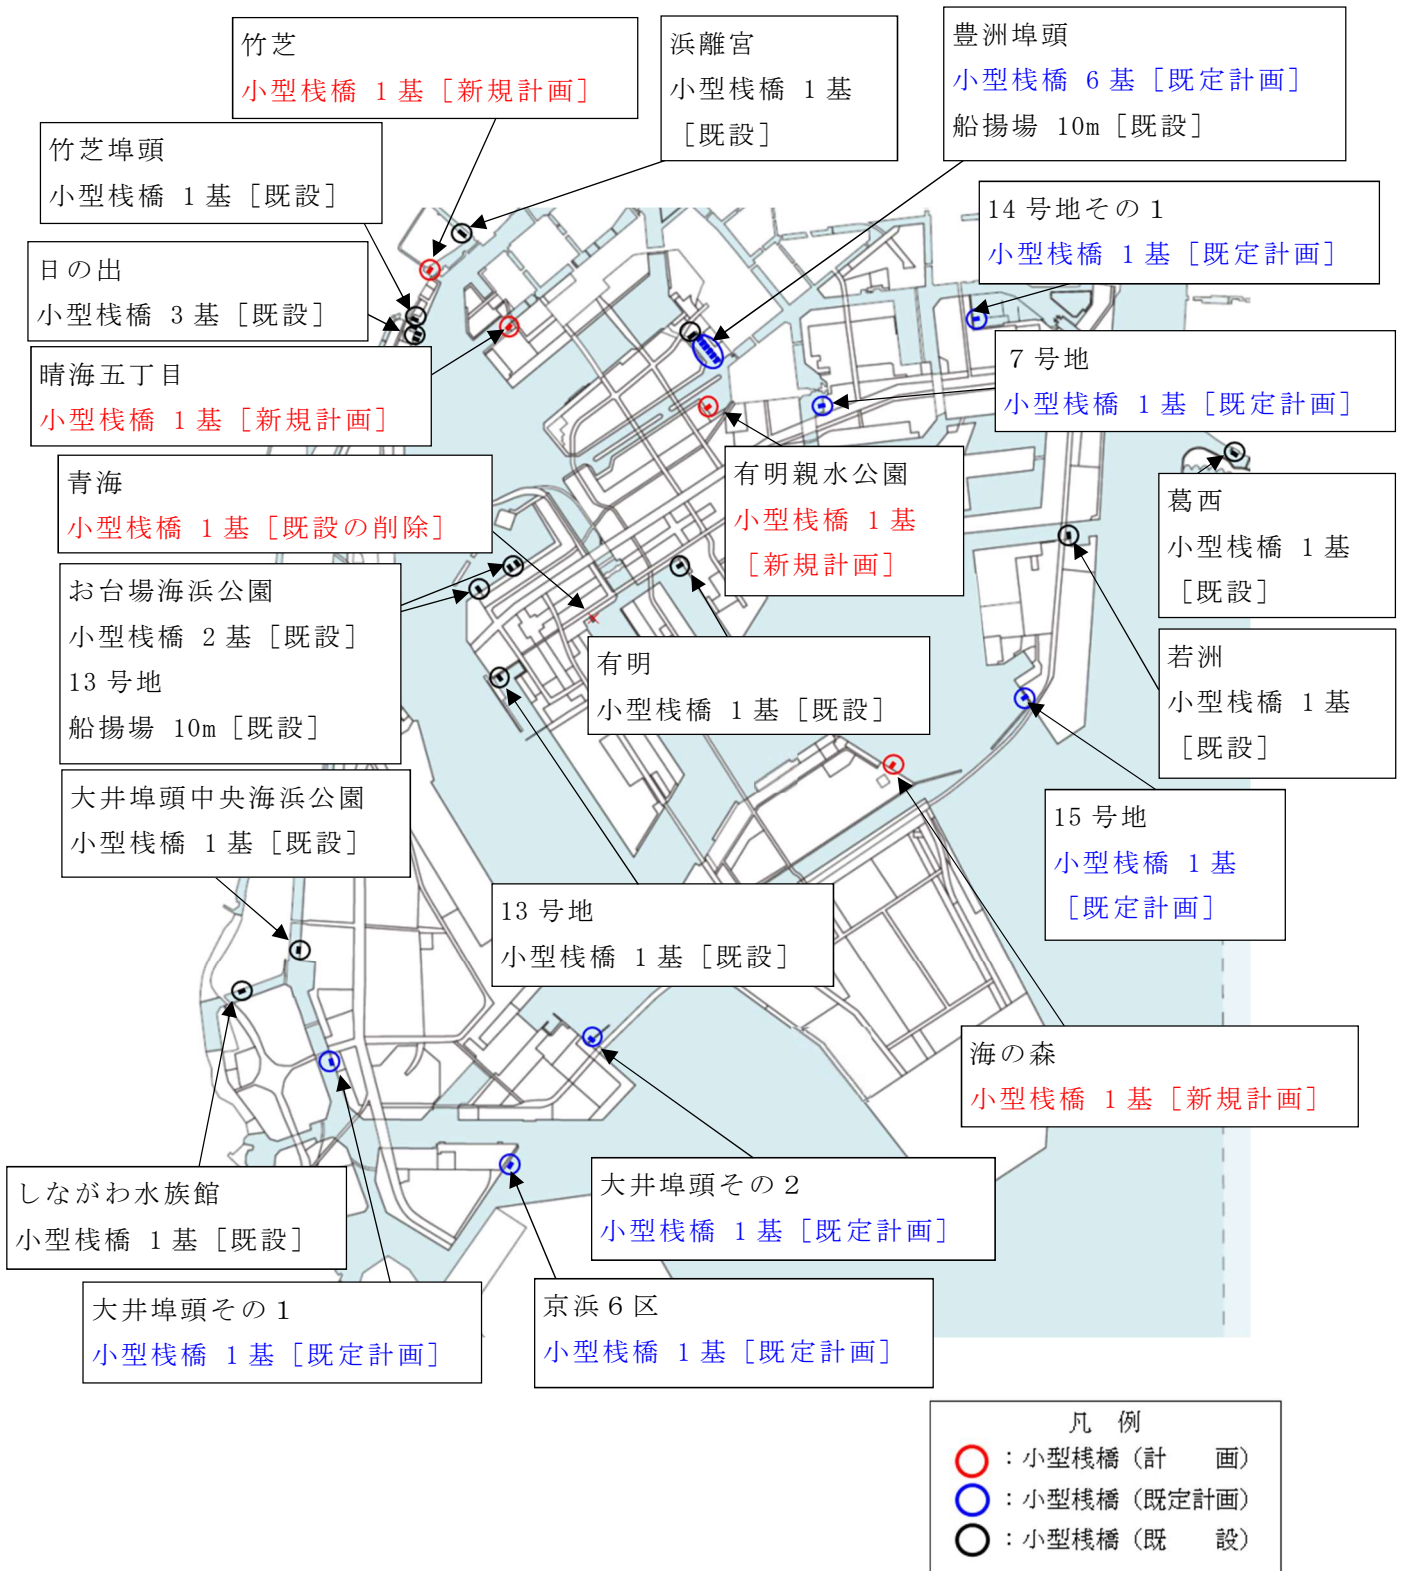 竹芝
小型桟橋 1基［新規計画］
浜離宮
小型桟橋 1基
［既設］
豊洲埠頭
小型桟橋 6基［既定計画］
船揚場 10m［既設］
竹芝埠頭
小型桟橋 1基［既設］
14号地その1
小型桟橋 1基［既定計画］
日の出
小型桟橋 3基［既設］
晴海五丁目
小型桟橋 1基［新規計画］
7号地
小型桟橋 1基［既定計画］
青海
小型桟橋 1基［既設の削除］
有明親水公園
小型桟橋 1基
［新規計画］
葛西
小型桟橋 1基
［既設］
お台場海浜公園
小型桟橋 2基［既設］
13号地
船揚場 10m［既設］
有明
小型桟橋 1基［既設］
若洲
小型桟橋 1基
［既設］
大井埠頭中央海浜公園
小型桟橋 1基［既設］
15号地
小型桟橋 1基
［既定計画］
13号地
小型桟橋 1基［既設］
海の森
小型桟橋 1基［新規計画］
しながわ水族館
小型桟橋 1基［既設］
大井埠頭その2
小型桟橋 1基［既定計画］
大井埠頭その1
小型桟橋 1基［既定計画］
京浜6区
小型桟橋 1基［既定計画］
凡 例
：小型桟橋（計 画）
：小型桟橋（既定計画）
：小型桟橋（既 設）